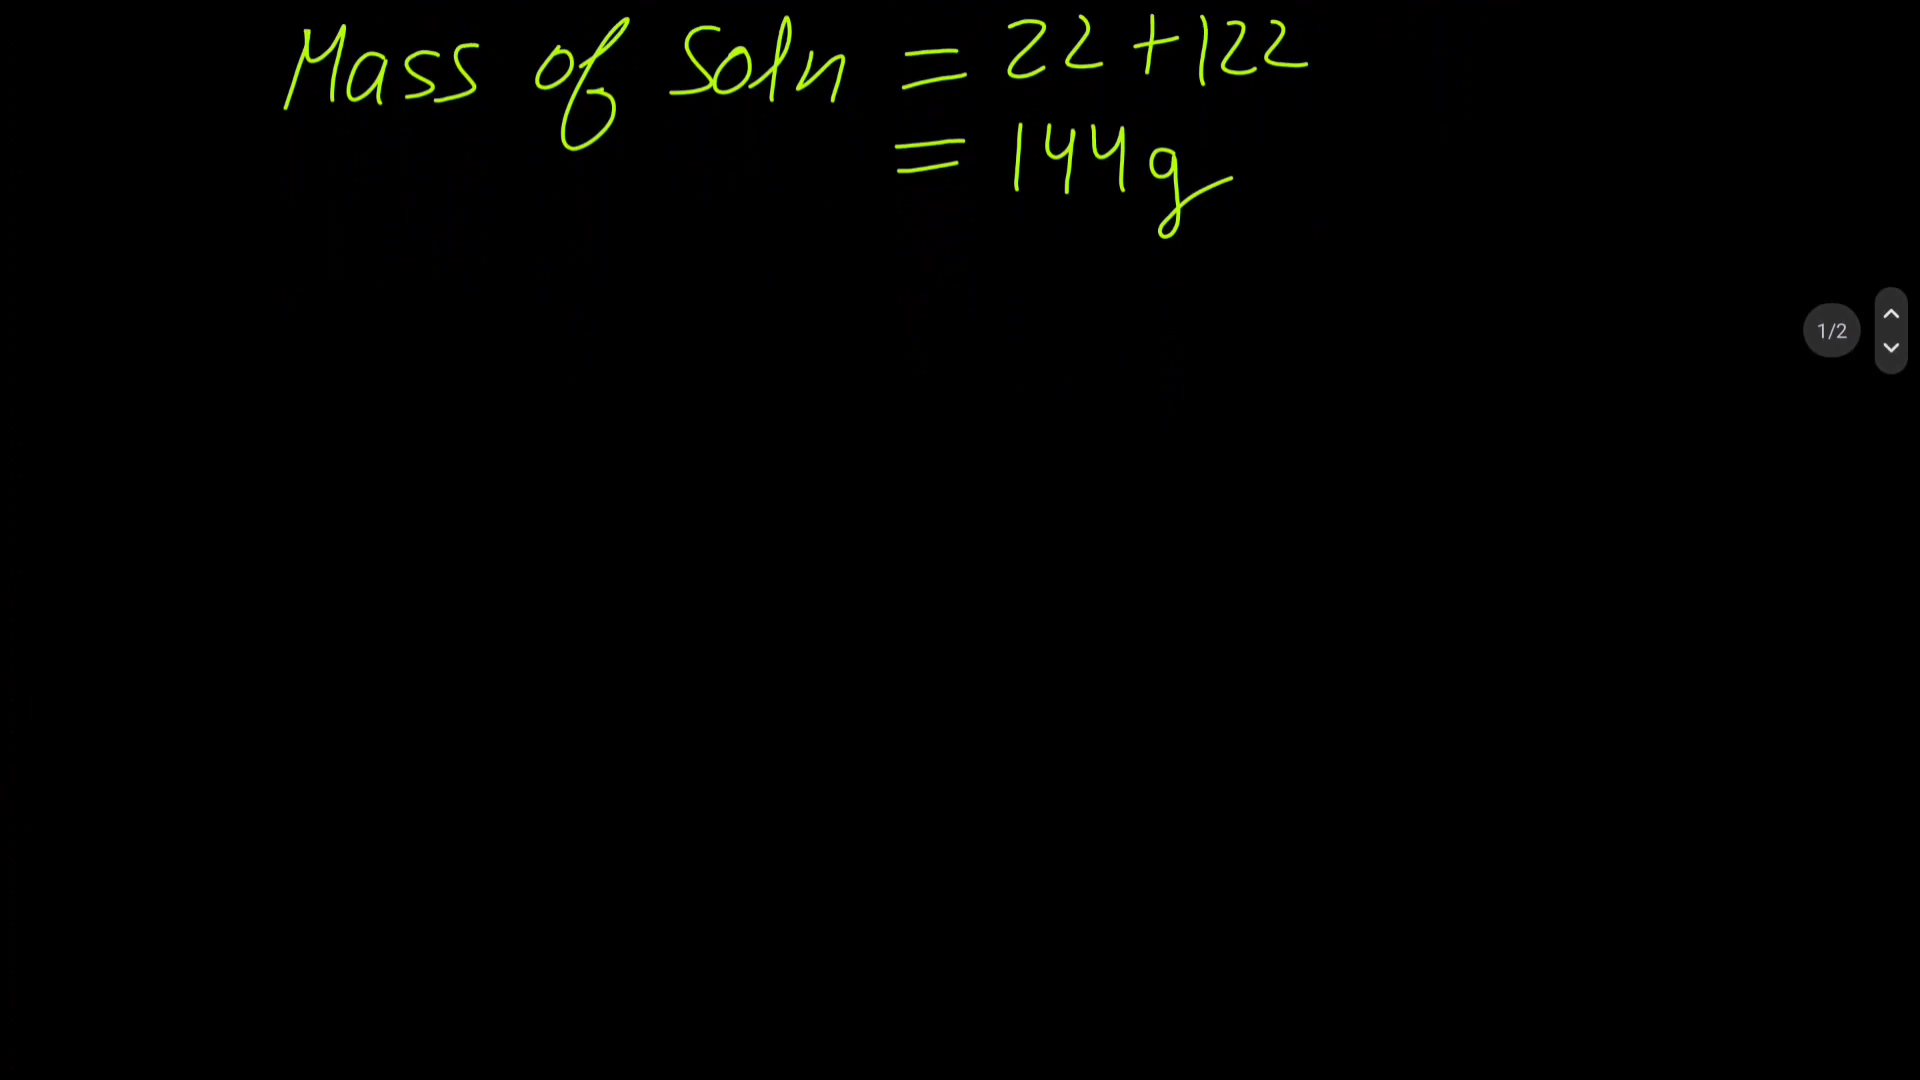 Mass of Soln = 22+122
= 144g
1/2